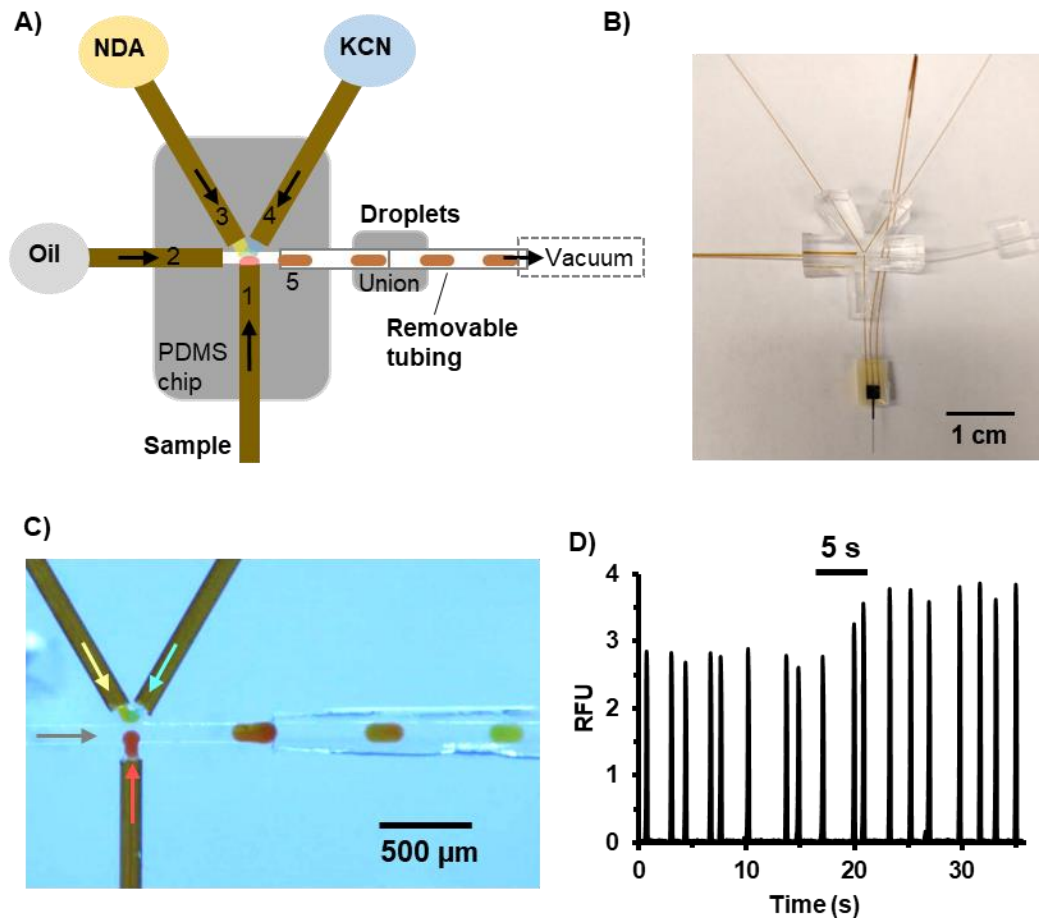 A)
NDA
KCN
3
4
Droplets
Oil
2
5
Union
Vacuum
1
Removable
tubing
PDMS
chip
Sample
B)
1 cm
C)
500 µm
D)
5 s
4
3
2
1
0
RFU
0
10
20
30
Time (s)